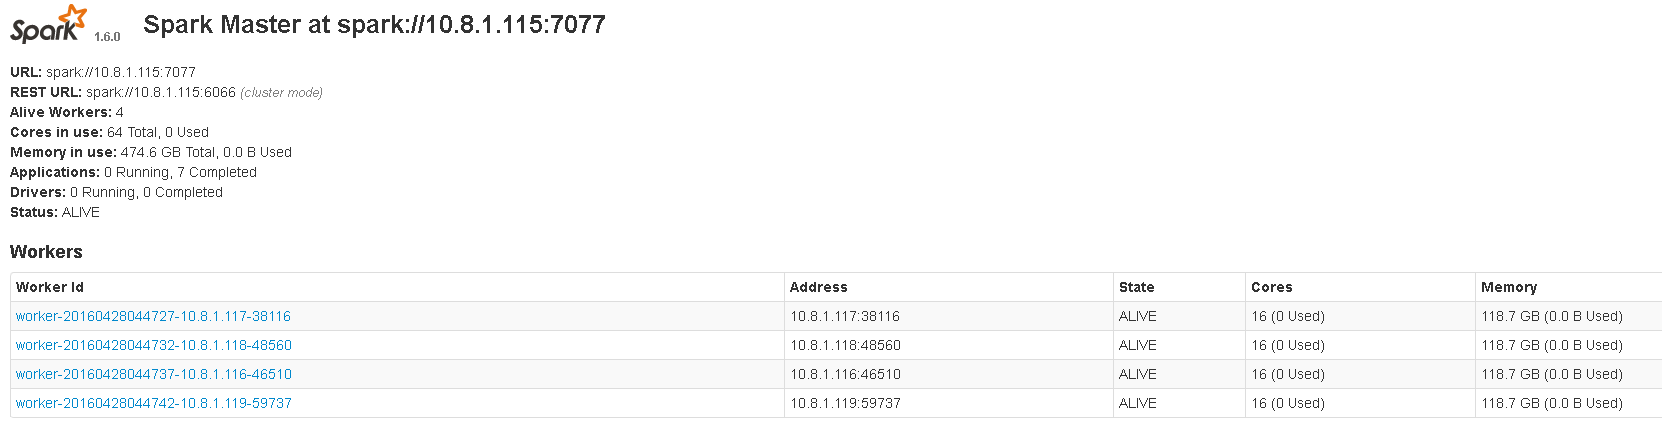 Spark 1.6.0 Spark Master at spark://10.8.1.115:7077
URL: spark://10.8.1.115:7077
REST URL: spark://10.8.1.115:6066 (cluster mode)
Alive Workers: 4
Cores in use: 64 Total, 0 Used
Memory in use: 474.6 GB Total, 0.0 B Used
Applications: 0 Running, 7 Completed
Drivers: 0 Running, 0 Completed
Status: ALIVE
Workers
Worker Id Address State Cores Memory
worker-20160428044727-10.8.1.117-38116 10.8.1.117:38116 ALIVE 16 (0 Used) 118.7 GB (0.0 B Used)
worker-20160428044732-10.8.1.118-48560 10.8.1.118:48560 ALIVE 16 (0 Used) 118.7 GB (0.0 B Used)
worker-20160428044737-10.8.1.116-46510 10.8.1.116:46510 ALIVE 16 (0 Used) 118.7 GB (0.0 B Used)
worker-20160428044742-10.8.1.119-59737 10.8.1.119:59737 ALIVE 16 (0 Used) 118.7 GB (0.0 B Used)